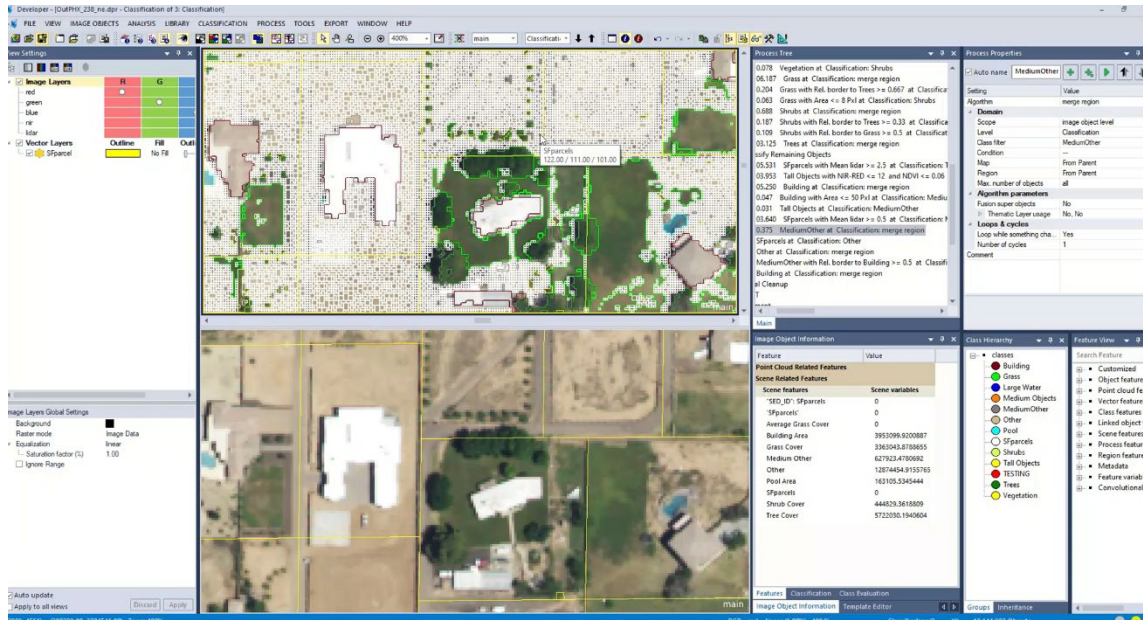 Developer - [OutPHX_238_ne.dpr - Classification of 3: Classification]
FILE VIEW IMAGE OBJECTS ANALYSIS LIBRARY CLASSIFICATION PROCESS TOOLS EXPORT WINDOW HELP
400% main Classificati
View Settings
Image Layers R G
red
green
blue
nir
lidar
Vector Layers Outline Fill Outli
SFparcel No Fill
Image Layers Global Settings
Background
Raster mode Image Data
Equalization linear
Saturation factor (%) 1.00
Ignore Range
Auto update
Apply to all views Discard Apply
SFparcels
122.00 / 111.00 / 101.00
main
main
Process Tree
0.078 Vegetation at Classification: Shrubs
06.187 Grass at Classification: merge region
0.204 Grass with Rel. border to Trees >= 0.667 at Classificat
0.063 Grass with Area <= 8 Pxl at Classification: Shrubs
0.688 Shrubs at Classification: merge region
0.187 Shrubs with Rel. border to Trees >= 0.33 at Classifica
0.109 Shrubs with Rel. border to Grass >= 0.5 at Classificat
03.125 Trees at Classification: merge region
ssify Remaining Objects
05.531 SFparcels with Mean lidar >= 2.5 at Classification: T
03.953 Tall Objects with NIR-RED <= 12 and NDVI <= 0.06
05.250 Building at Classification: merge region
0.047 Building with Area <= 50 Pxl at Classification: Mediu
0.031 Tall Objects at Classification: MediumOther
03.640 SFparcels with Mean lidar >= 0.5 at Classification: M
0.375 MediumOther at Classification: merge region
SFparcels at Classification: Other
Other at Classification: merge region
MediumOther with Rel. border to Building >= 0.5 at Classifi
Building at Classification: merge region
al Cleanup
T
Main
Process Properties
Auto name MediumOther
Setting Value
Algorithm merge region
Domain
Scope image object level
Level Classification
Class filter MediumOther
Condition ---
Map From Parent
Region From Parent
Max. number of objects all
Algorithm parameters
Fusion super objects No
Thematic Layer usage No, No
Loops & cycles
Loop while something cha... Yes
Number of cycles 1
Comment
Image Object Information
Feature Value
Point Cloud Related Features
Scene Related Features
Scene features Scene variables
'SED_ID': SFparcels 0
'SFparcels' 0
Average Grass Cover 0
Building Area 3953099.9200887
Grass Cover 3363043.8788655
Medium Other 627923.4780692
Other 12874454.9155765
Pool Area 163105.5345444
SFparcels 0
Shrub Cover 444829.3618809
Tree Cover 5722030.1940604
Features Classification Class Evaluation
Image Object Information Template Editor
Class Hierarchy
classes
Building
Grass
Large Water
Medium Objects
MediumOther
Other
Pool
SFparcels
Shrubs
Tall Objects
TESTING
Trees
Vegetation
Groups Inheritance
Feature View
Search Feature
Customized
Object feature
Point cloud fe
Vector feature
Class features
Linked object
Scene features
Process feature
Region feature
Metadata
Feature variabl
Convolutional